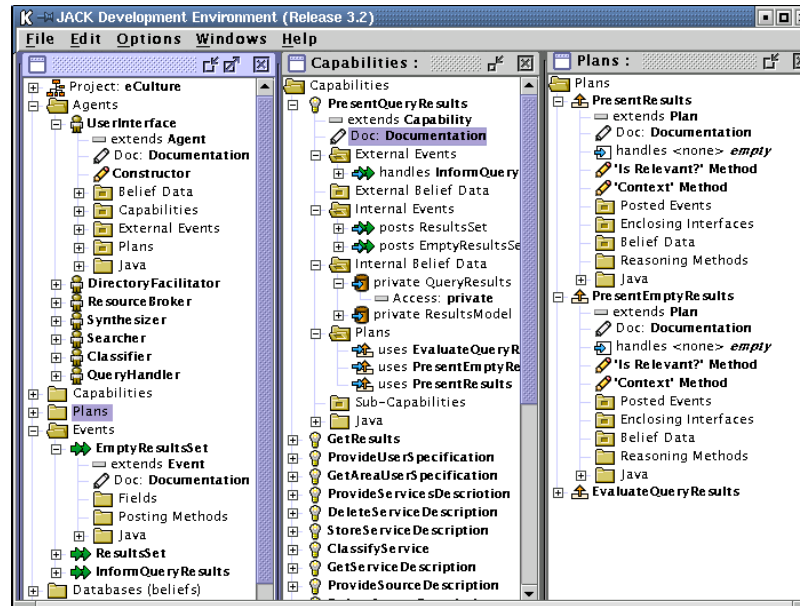 JACK Development Environment (Release 3.2)
File Edit Options Windows Help
Project: eCulture
Agents
UserInterface
extends Agent
Doc: Documentation
Constructor
Belief Data
Capabilities
External Events
Plans
Java
DirectoryFacilitator
ResourceBroker
Synthesizer
Searcher
Classifier
QueryHandler
Capabilities
Plans
Events
EmptyResultsSet
extends Event
Doc: Documentation
Fields
Posting Methods
Java
ResultsSet
InformQueryResults
Databases (beliefs)
Capabilities :
Capabilities
PresentQueryResults
extends Capability
Doc: Documentation
External Events
handles InformQuery
External Belief Data
Internal Events
posts ResultsSet
posts EmptyResultsSe
Internal Belief Data
private QueryResults
Access: private
private ResultsModel
Plans
uses EvaluateQueryR
uses PresentEmptyRe
uses PresentResults
Sub-Capabilities
Java
GetResults
ProvideUserSpecification
GetAreaUserSpecification
ProvideServicesDescriotion
DeleteServiceDescription
StoreServiceDescription
ClassifyService
GetServiceDescription
ProvideSourceDescription
Plans :
Plans
PresentResults
extends Plan
Doc: Documentation
handles <none> empty
'Is Relevant?' Method
'Context' Method
Posted Events
Enclosing Interfaces
Belief Data
Reasoning Methods
Java
PresentEmptyResults
extends Plan
Doc: Documentation
handles <none> empty
'Is Relevant?' Method
'Context' Method
Posted Events
Enclosing Interfaces
Belief Data
Reasoning Methods
Java
EvaluateQueryResults